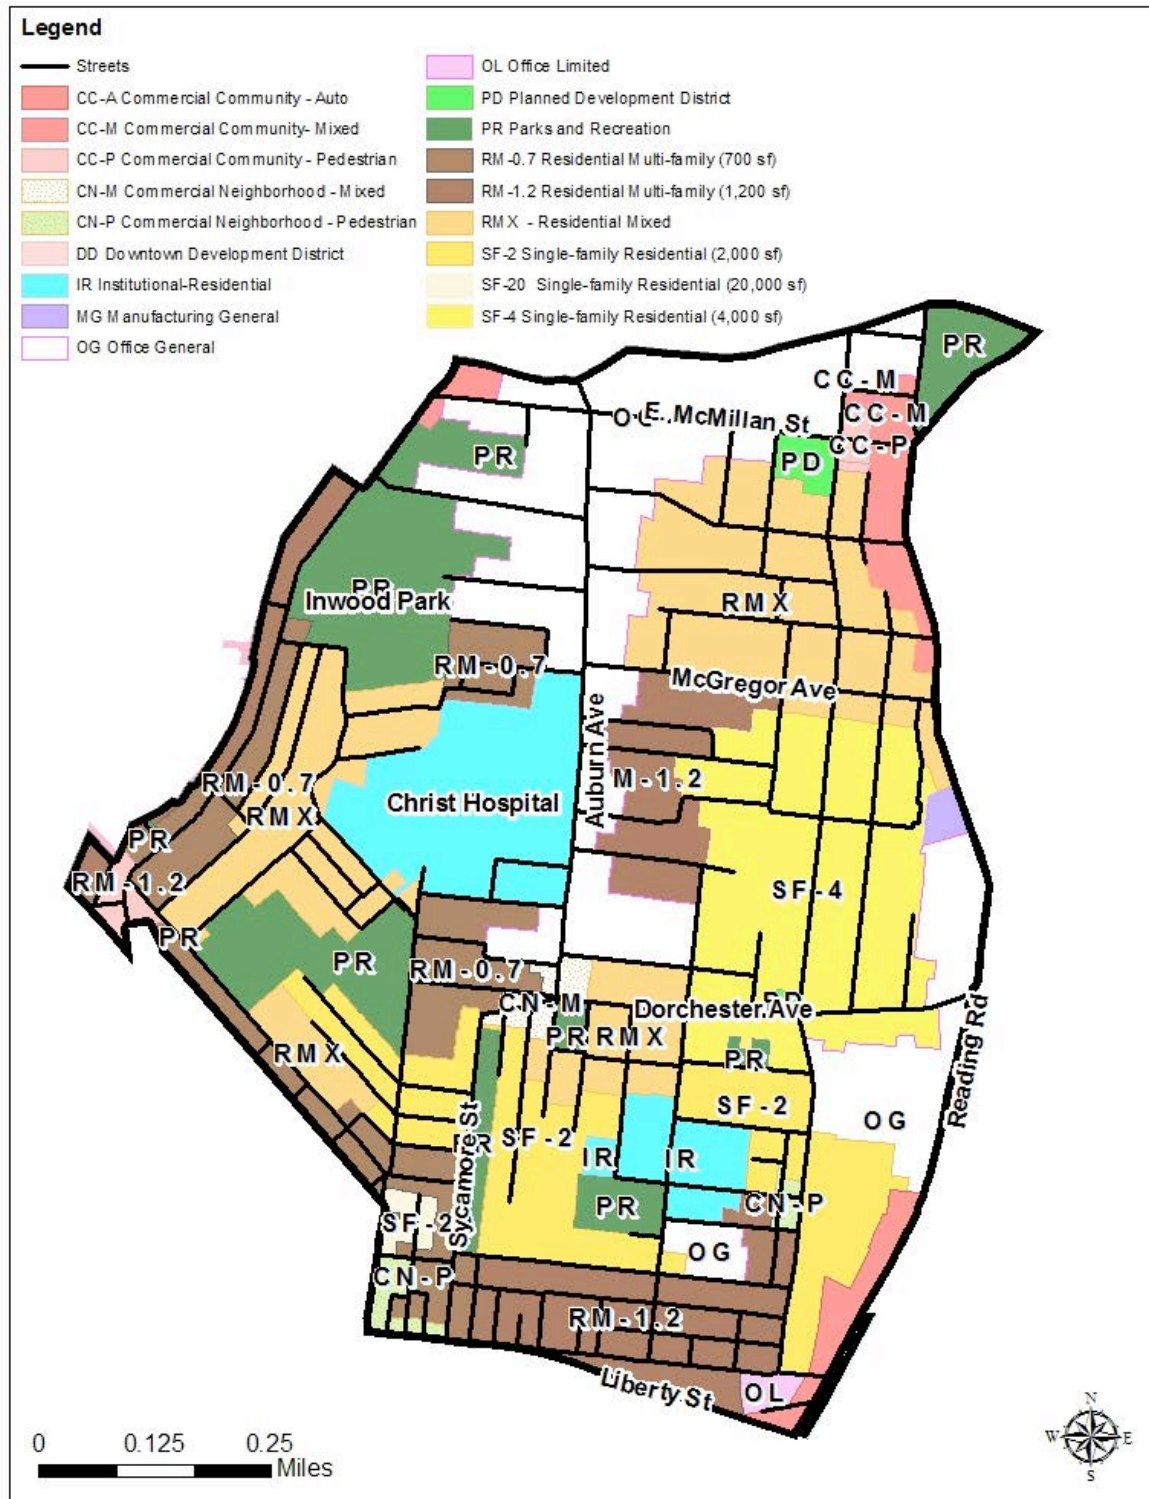 Legend
Streets
CC-A Commercial Community - Auto
CC-M Commercial Community- Mixed
CC-P Commercial Community - Pedestrian
CN-M Commercial Neighborhood - Mixed
CN-P Commercial Neighborhood - Pedestrian
DD Downtown Development District
IR Institutional-Residential
MG Manufacturing General
OG Office General
OL Office Limited
PD Planned Development District
PR Parks and Recreation
RM-0.7 Residential Multi-family (700 sf)
RM-1.2 Residential Multi-family (1,200 sf)
RMX - Residential Mixed
SF-2 Single-family Residential (2,000 sf)
SF-20 Single-family Residential (20,000 sf)
SF-4 Single-family Residential (4,000 sf)
PR
CC-M
CC-M
E. McMillan St
CC-P
PR
PD
PR
Inwood Park
RMX
RM-0.7
McGregor Ave
Auburn Ave
RM-0.7
M-1.2
Christ Hospital
RMX
PR
RM-1.2
SF-4
PR
PR
RM-0.7
CN-M
Dorchester Ave
Reading Rd
PR
RMX
RMX
PR
SF-2
OG
Sycamore St
SF-2
IR
IR
PR
CN-P
SF-2
OG
CN-P
RM-1.2
Liberty St
OL
0 0.125 0.25
Miles
N
W E
S